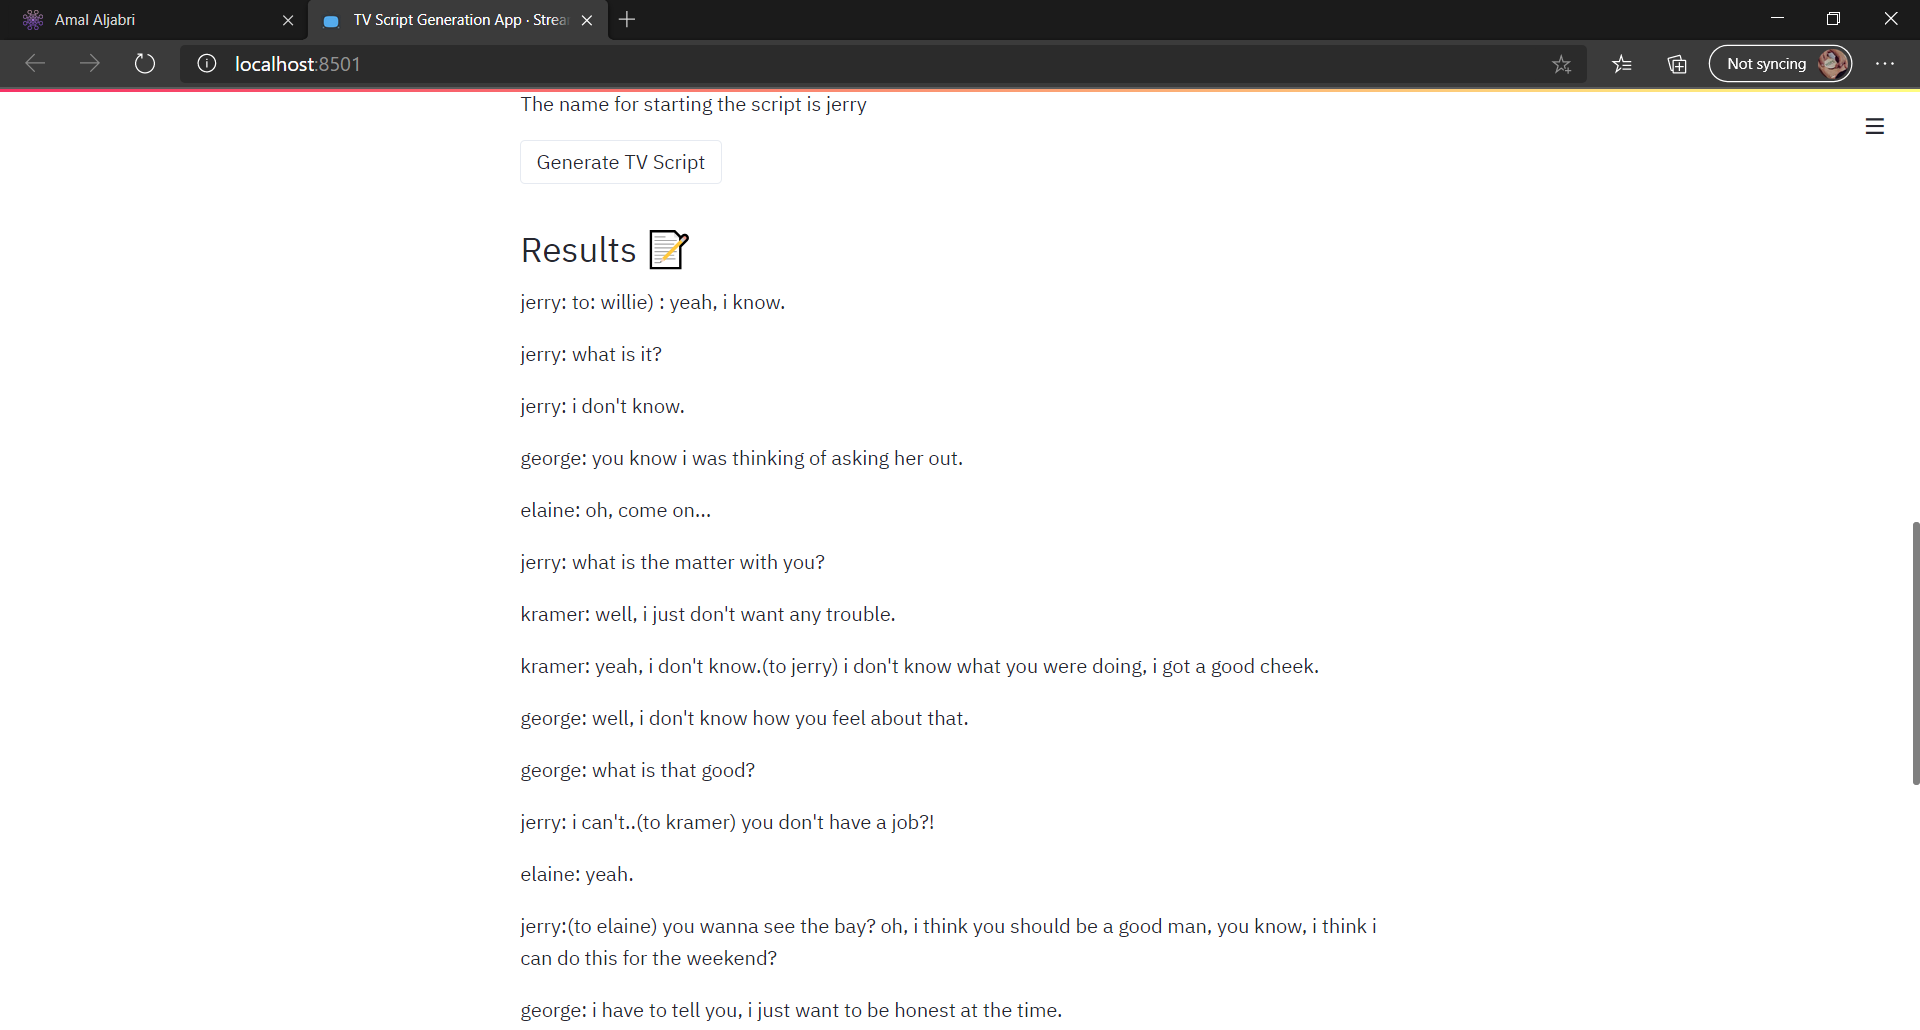 Amal Aljabri
TV Script Generation App · Strea
localhost:8501
Not syncing
The name for starting the script is jerry
Generate TV Script
Results
jerry: to: willie) : yeah, i know.
jerry: what is it?
jerry: i don't know.
george: you know i was thinking of asking her out.
elaine: oh, come on...
jerry: what is the matter with you?
kramer: well, i just don't want any trouble.
kramer: yeah, i don't know.(to jerry) i don't know what you were doing, i got a good cheek.
george: well, i don't know how you feel about that.
george: what is that good?
jerry: i can't..(to kramer) you don't have a job?!
elaine: yeah.
jerry:(to elaine) you wanna see the bay? oh, i think you should be a good man, you know, i think i
can do this for the weekend?
george: i have to tell you, i just want to be honest at the time.